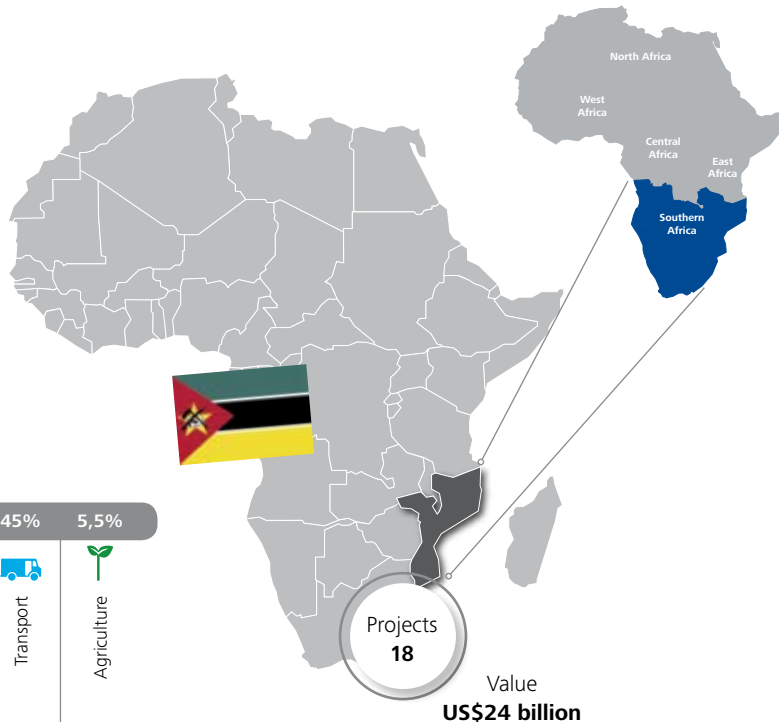 North Africa
West
Africa
Central
Africa
East
Africa
Southern
Africa
45%
5,5%
Transport
Agriculture
Projects
18
Value
US$24 billion